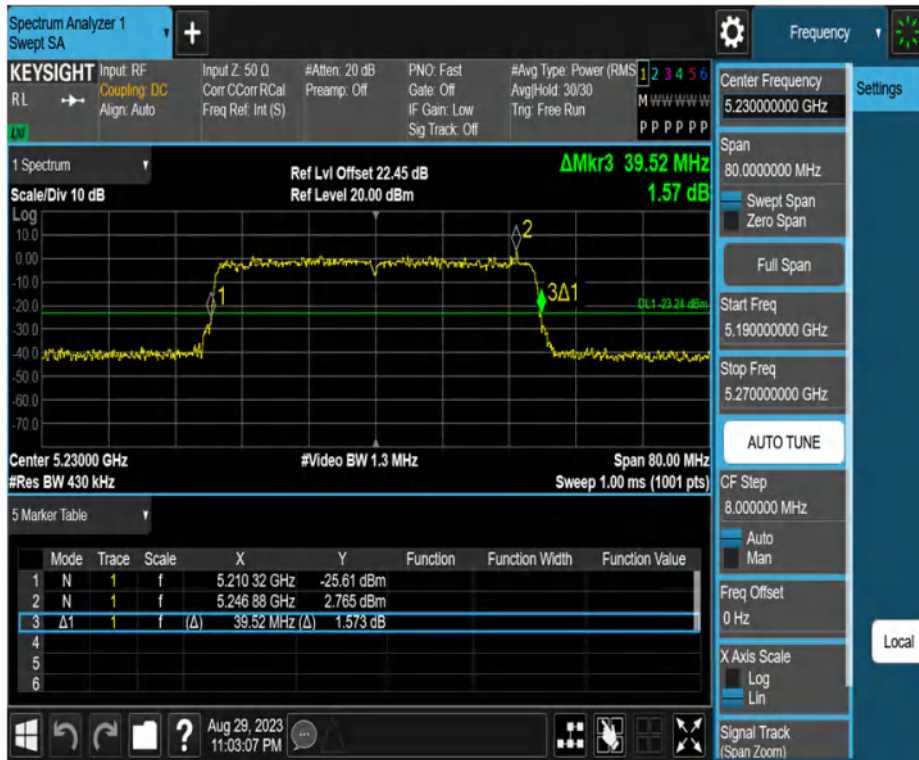 Spectrum Analyzer 1
Swept SA
+
Frequency
KEYSIGHT
RL
LXI
Input: RF
Coupling: DC
Align: Auto
Input Z: 50 Ω
Corr CCorr RCal
Freq Ref: Int (S)
#Atten: 20 dB
Preamp: Off
PNO: Fast
Gate: Off
IF Gain: Low
Sig Track: Off
#Avg Type: Power (RMS
Avg|Hold: 30/30
Trig: Free Run
1 2 3 4 5 6
M W W W W W
P P P P P P
1 Spectrum
Scale/Div 10 dB
Ref Lvl Offset 22.45 dB
Ref Level 20.00 dBm
ΔMkr3 39.52 MHz
1.57 dB
Log
10.0
0.00
-10.0
-20.0
-30.0
-40.0
-50.0
-60.0
-70.0
1
2
3Δ1
DL1 -23.24 dBm
Center 5.23000 GHz
#Video BW 1.3 MHz
Span 80.00 MHz
#Res BW 430 kHz
Sweep 1.00 ms (1001 pts)
5 Marker Table
Mode Trace Scale X Y Function Function Width Function Value
1 N 1 f 5.210 32 GHz -25.61 dBm
2 N 1 f 5.246 88 GHz 2.765 dBm
3 Δ1 1 f (Δ) 39.52 MHz (Δ) 1.573 dB
4
5
6
?
Aug 29, 2023
11:03:07 PM
Center Frequency
5.230000000 GHz
Span
80.0000000 MHz
Swept Span
Zero Span
Full Span
Start Freq
5.190000000 GHz
Stop Freq
5.270000000 GHz
AUTO TUNE
CF Step
8.000000 MHz
Auto
Man
Freq Offset
0 Hz
X Axis Scale
Log
Lin
Signal Track
(Span Zoom)
Settings
Local